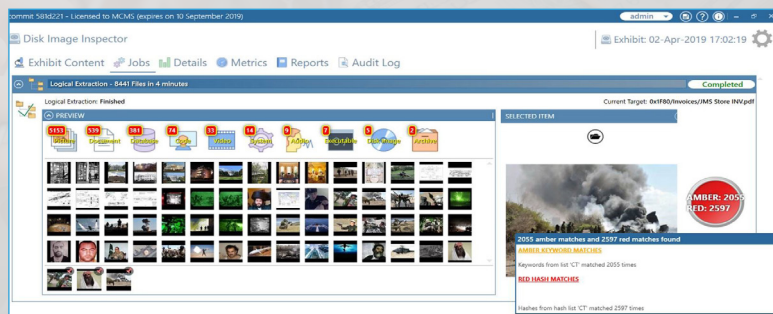 commit 581d221 - Licensed to MCMS (expires on 10 September 2019)
admin
Disk Image Inspector
Exhibit: 02-Apr-2019 17:02:19
Exhibit Content Jobs Details Metrics Reports Audit Log
Logical Extraction - 8441 Files in 4 minutes
Completed
Logical Extraction: Finished
Current Target: 0x1F80/Invoices/JMS Store INV.pdf
PREVIEW
SELECTED ITEM
5153 539 381 74 33 14 9 7 5 2
Picture Document Database Code Video System Audio Executable Disk Image Archive
AMBER: 2055
RED: 2597
2055 amber matches and 2597 red matches found
AMBER KEYWORD MATCHES
Keywords from list 'CT' matched 2055 times
RED HASH MATCHES
Hashes from hash list 'CT' matched 2597 times